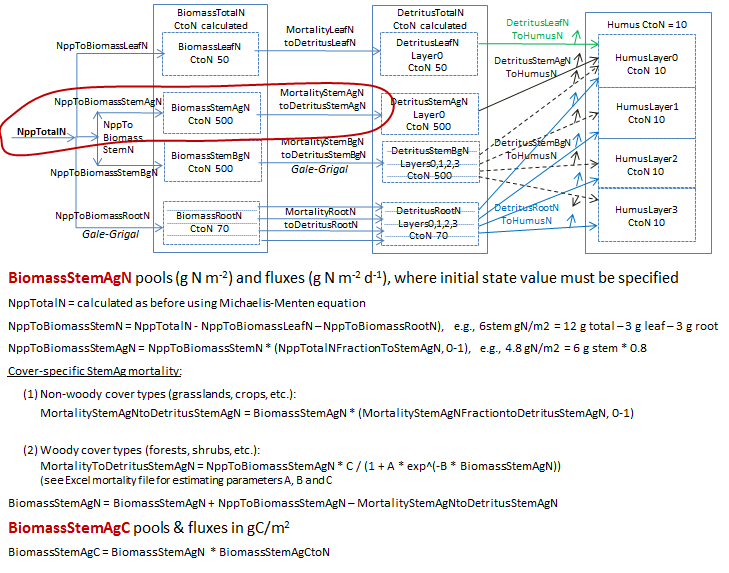 BiomassTotalN
CtoN calculated
DetritusTotalN
CtoN calculated
Humus CtoN = 10
NppToBiomassLeafN
BiomassLeafN
CtoN 50
MortalityLeafN
toDetritusLeafN
DetritusLeafN
Layer0
CtoN 50
DetritusLeafN
ToHumusN
HumusLayer0
CtoN 10
NppTotalN
NppToBiomassStemAgN
NppTo
Biomass
StemN
BiomassStemAgN
CtoN 500
MortalityStemAgN
toDetritusStemAgN
DetritusStemAgN
Layer0
CtoN 500
DetritusStemAgN
ToHumusN
HumusLayer1
CtoN 10
NppToBiomassStemBgN
BiomassStemBgN
CtoN 500
MortalityStemBgN
toDetritusStemBgN
Gale-Grigal
DetritusStemBgN
Layers0,1,2,3
CtoN 500
DetritusStemBgN
ToHumusN
HumusLayer2
CtoN 10
NppToBiomassRootN
Gale-Grigal
BiomassRootN
CtoN 70
MortalityRootN
toDetritusRootN
DetritusRootN
Layers0,1,2,3
CtoN 70
DetritusRootN
ToHumusN
HumusLayer3
CtoN 10
BiomassStemAgN pools (g N m-2) and fluxes (g N m-2 d-1), where initial state value must be specified
NppTotalN = calculated as before using Michaelis-Menten equation
NppToBiomassStemN = NppTotalN - NppToBiomassLeafN – NppToBiomassRootN), e.g., 6stem gN/m2 = 12 g total – 3 g leaf – 3 g root
NppToBiomassStemAgN = NppToBiomassStemN * (NppTotalNFractionToStemAgN, 0-1), e.g., 4.8 gN/m2 = 6 g stem * 0.8
Cover-specific StemAg mortality:
(1) Non-woody cover types (grasslands, crops, etc.):
MortalityStemAgNtoDetritusStemAgN = BiomassStemAgN * (MortalityStemAgNFractiontoDetritusStemAgN, 0-1)
(2) Woody cover types (forests, shrubs, etc.):
MortalityToDetritusStemAgN = NppToBiomassStemAgN * C / (1 + A * exp^(-B * BiomassStemAgN))
(see Excel mortality file for estimating parameters A, B and C
BiomassStemAgN = BiomassStemAgN + NppToBiomassStemAgN – MortalityStemAgNtoDetritusStemAgN
BiomassStemAgC pools & fluxes in gC/m2
BiomassStemAgC = BiomassStemAgN * BiomassStemAgCtoN